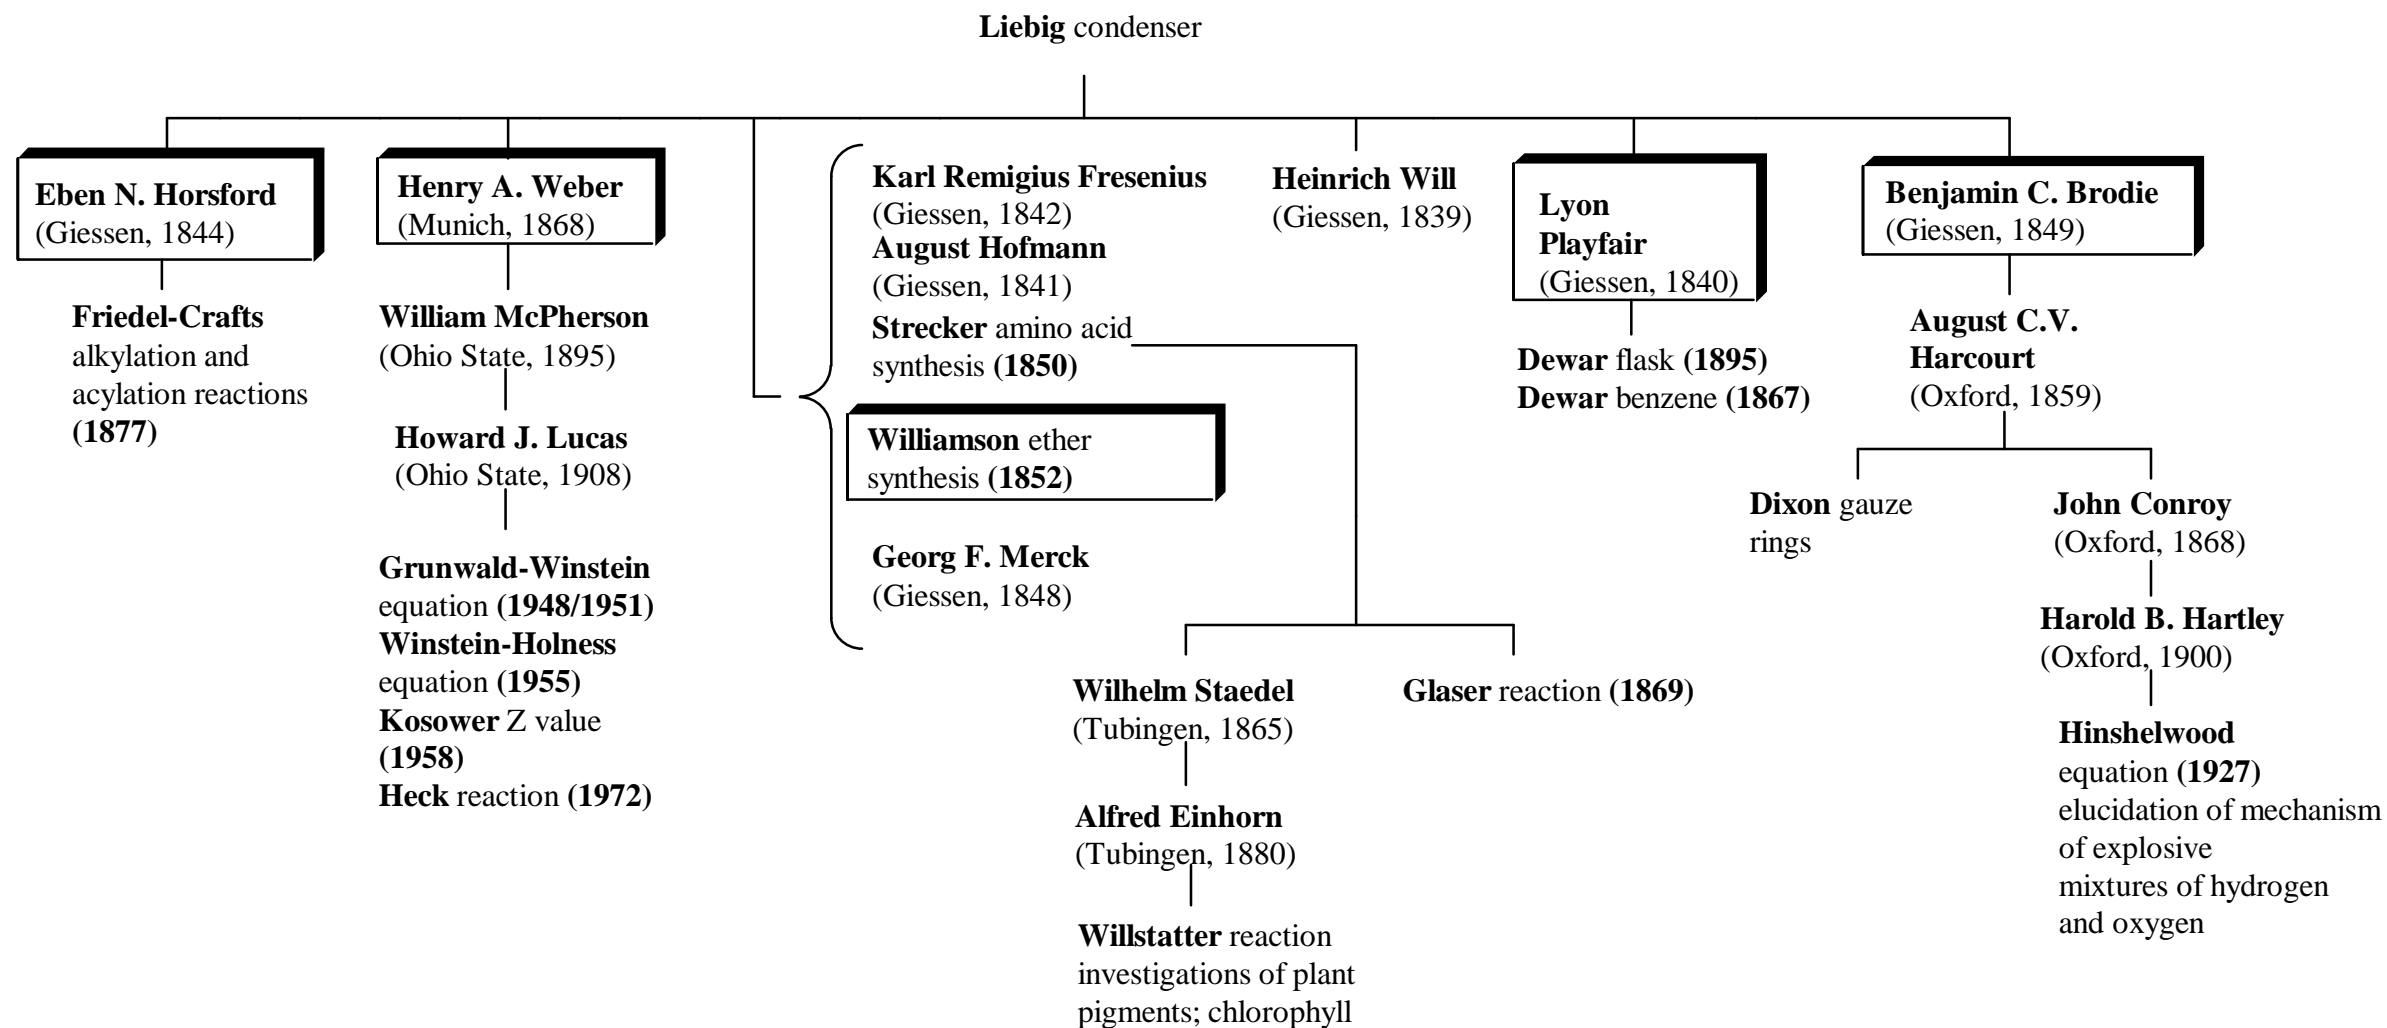 Liebig condenser
Eben N. Horsford
(Giessen, 1844)
Friedel-Crafts
alkylation and
acylation reactions
(1877)
Henry A. Weber
(Munich, 1868)
William McPherson
(Ohio State, 1895)
Howard J. Lucas
(Ohio State, 1908)
Grunwald-Winstein
equation (1948/1951)
Winstein-Holness
equation (1955)
Kosower Z value
(1958)
Heck reaction (1972)
Karl Remigius Fresenius
(Giessen, 1842)
August Hofmann
(Giessen, 1841)
Strecker amino acid
synthesis (1850)
Williamson ether
synthesis (1852)
Georg F. Merck
(Giessen, 1848)
Wilhelm Staedel
(Tubingen, 1865)
Alfred Einhorn
(Tubingen, 1880)
Willstatter reaction
investigations of plant
pigments; chlorophyll
Glaser reaction (1869)
Heinrich Will
(Giessen, 1839)
Lyon
Playfair
(Giessen, 1840)
Dewar flask (1895)
Dewar benzene (1867)
Benjamin C. Brodie
(Giessen, 1849)
August C.V.
Harcourt
(Oxford, 1859)
Dixon gauze
rings
John Conroy
(Oxford, 1868)
Harold B. Hartley
(Oxford, 1900)
Hinshelwood
equation (1927)
elucidation of mechanism
of explosive
mixtures of hydrogen
and oxygen